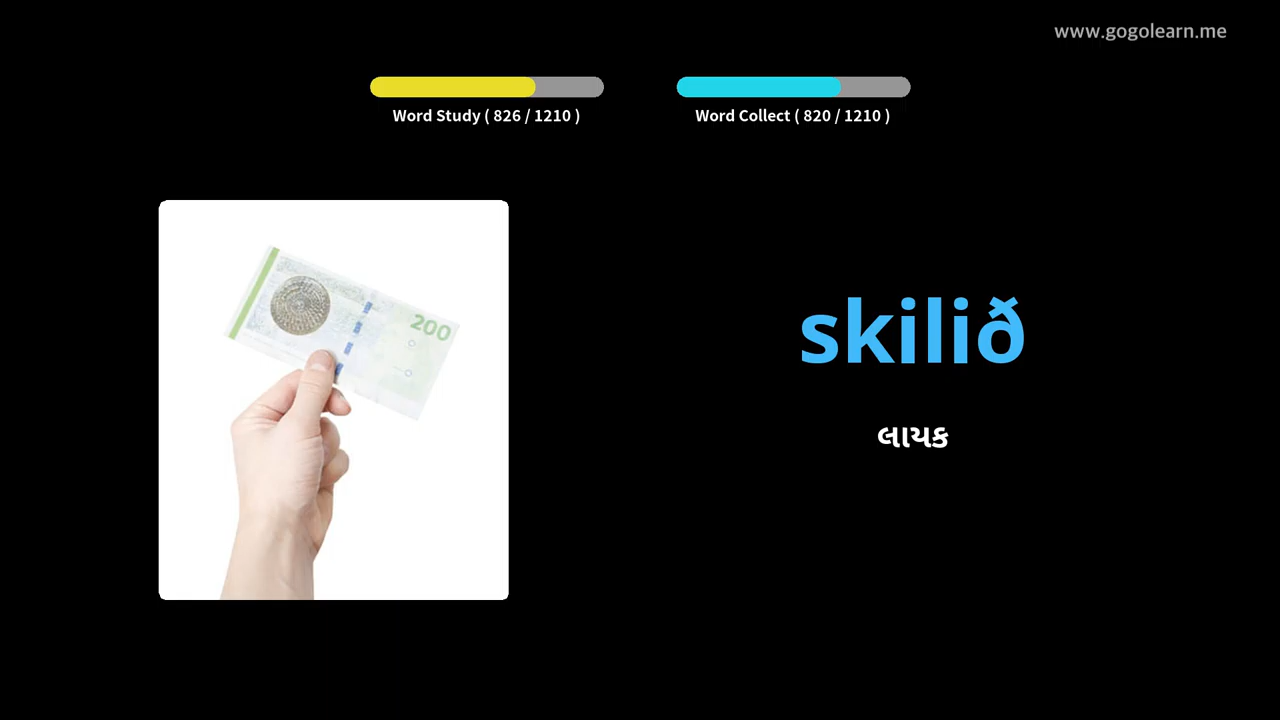 www.gogolearn.me
Word Study ( 826 / 1210 )
Word Collect ( 820 / 1210 )
200
skilið
લાયક